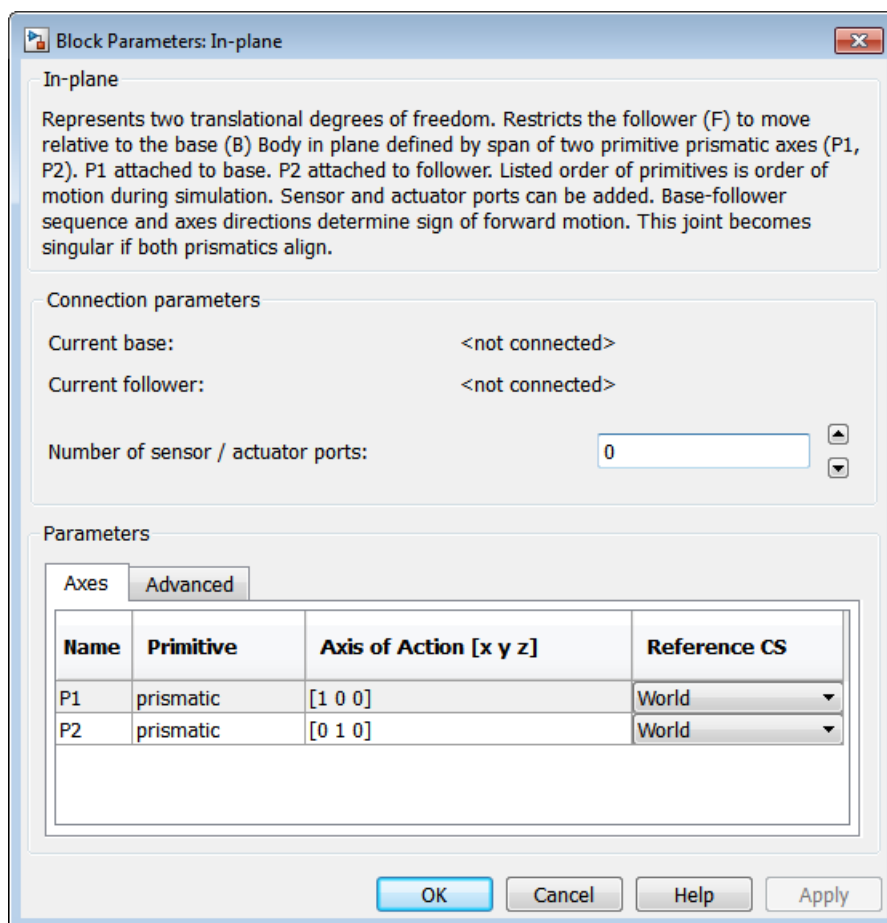 Block Parameters: In-plane
In-plane
Represents two translational degrees of freedom. Restricts the follower (F) to move
relative to the base (B) Body in plane defined by span of two primitive prismatic axes (P1,
P2). P1 attached to base. P2 attached to follower. Listed order of primitives is order of
motion during simulation. Sensor and actuator ports can be added. Base-follower
sequence and axes directions determine sign of forward motion. This joint becomes
singular if both prismatics align.
Connection parameters
Current base: <not connected>
Current follower: <not connected>
Number of sensor / actuator ports: 0
Parameters
Axes Advanced
Name Primitive Axis of Action [x y z] Reference CS
P1 prismatic [1 0 0] World
P2 prismatic [0 1 0] World
OK Cancel Help Apply